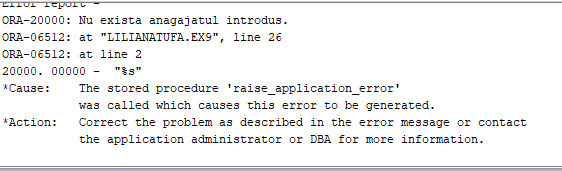 Error report -
ORA-20000: Nu exista anagajatul introdus.
ORA-06512: at "LILIANATUFA.EX9", line 26
ORA-06512: at line 2
20000. 00000 -  "%s"
*Cause:    The stored procedure 'raise_application_error'
           was called which causes this error to be generated.
*Action:   Correct the problem as described in the error message or contact
           the application administrator or DBA for more information.